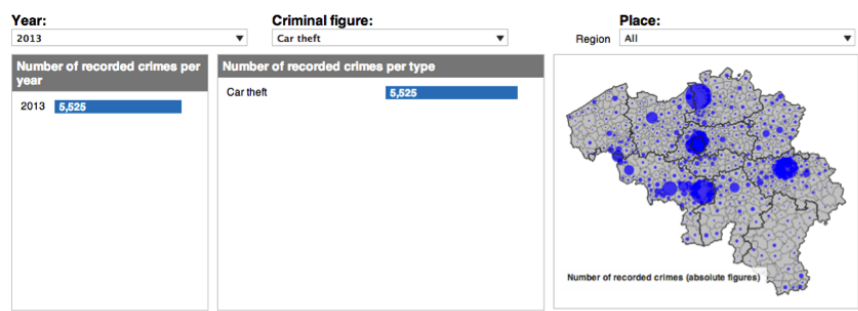 Year:
2013
Criminal figure:
Car theft
Place:
Region
All
Number of recorded crimes per
year
2013
5,525
Number of recorded crimes per type
Car theft
5,525
Number of recorded crimes (absolute figures)